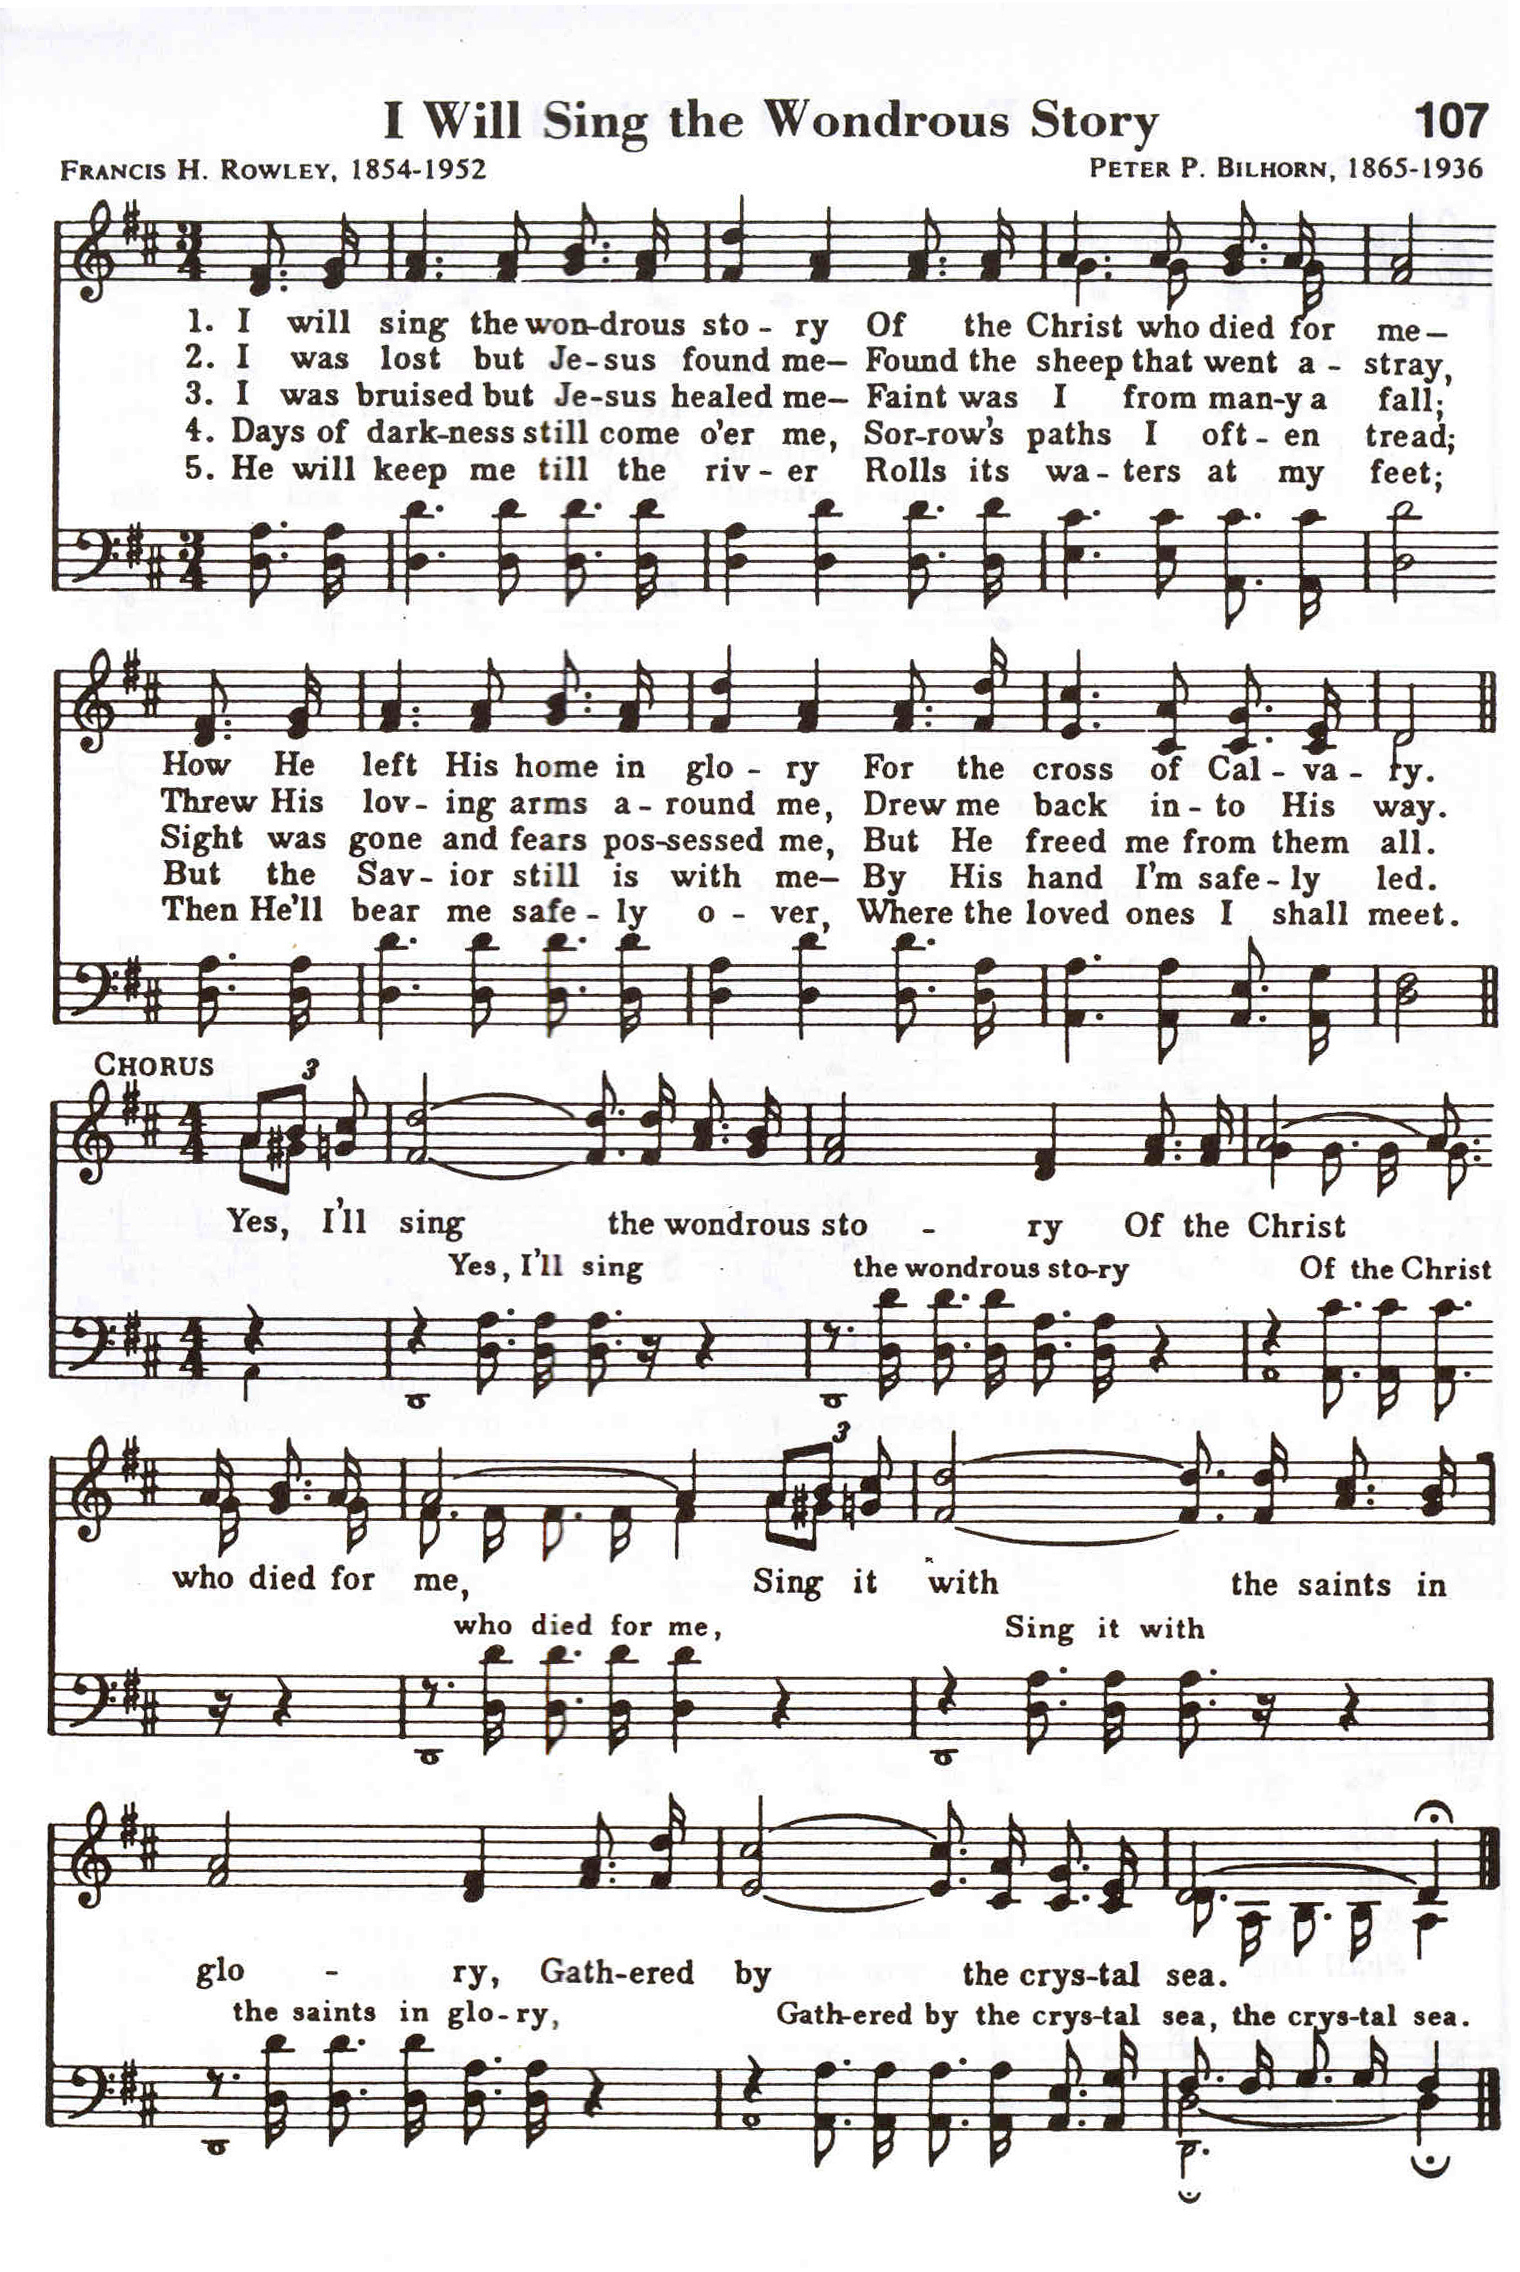 I Will Sing the Wondrous Story 107
FRANCIS H. ROWLEY, 1854-1952 PETER P. BILHORN, 1865-1936
1. I will sing the won-drous sto - ry Of the Christ who died for me—
2. I was lost but Je-sus found me— Found the sheep that went a - stray,
3. I was bruised but Je-sus healed me— Faint was I from man-y a fall;
4. Days of dark-ness still come o'er me, Sor-row's paths I oft - en tread;
5. He will keep me till the riv - er Rolls its wa - ters at my feet;
How He left His home in glo - ry For the cross of Cal - va - ry.
Threw His lov - ing arms a - round me, Drew me back in - to His way.
Sight was gone and fears pos-sessed me, But He freed me from them all.
But the Sav - ior still is with me— By His hand I'm safe - ly led.
Then He'll bear me safe - ly o - ver, Where the loved ones I shall meet.
CHORUS
3
Yes, I'll sing the wondrous sto - ry Of the Christ
Yes, I'll sing the wondrous sto-ry Of the Christ
3
who died for me, Sing it with the saints in
who died for me, Sing it with
glo - ry, Gath-ered by the crys-tal sea.
the saints in glo-ry, Gath-ered by the crys-tal sea, the crys-tal sea.